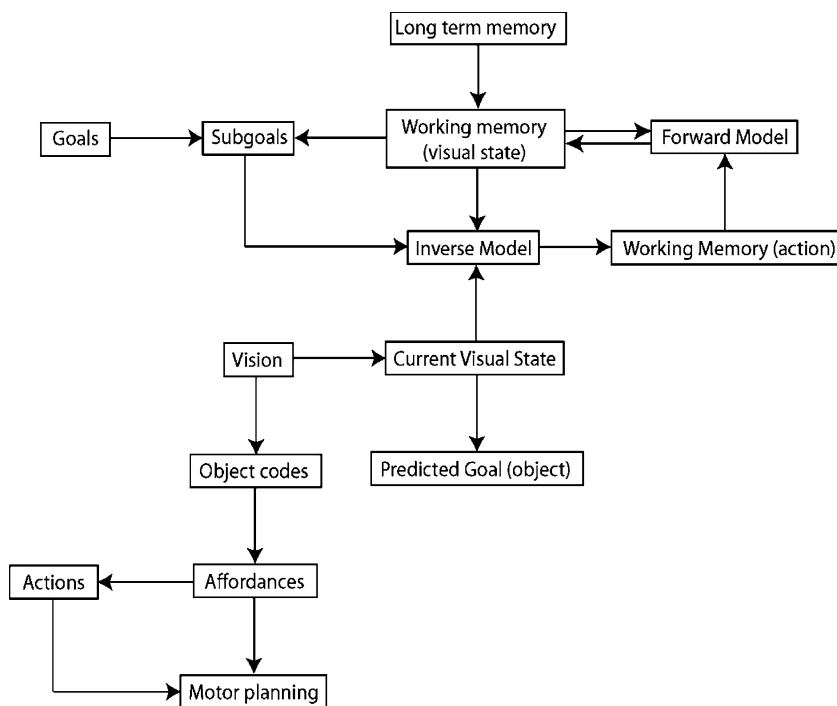 Long term memory
Goals
Subgoals
Working memory
(visual state)
Forward Model
Inverse Model
Working Memory (action)
Vision
Current Visual State
Object codes
Predicted Goal (object)
Actions
Affordances
Motor planning